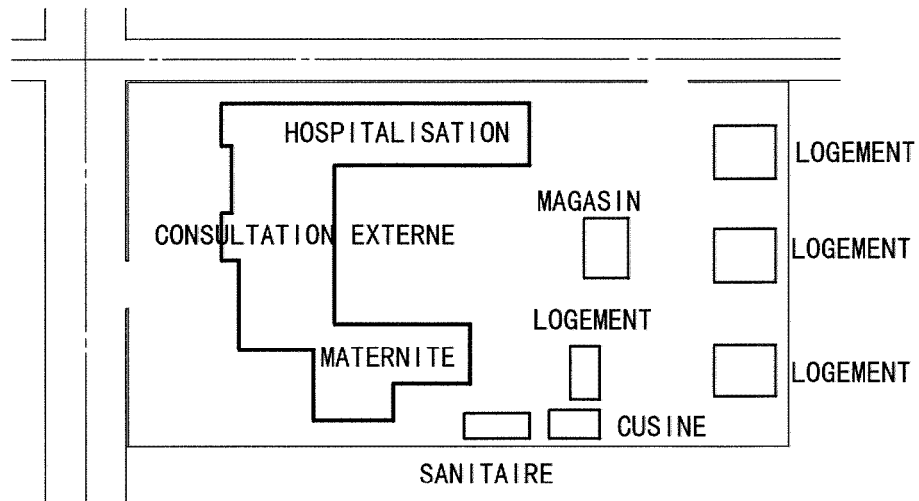 HOSPITALISATION
LOGEMENT
MAGASIN
CONSULTATION EXTERNE
LOGEMENT
LOGEMENT
MATERNITE
LOGEMENT
CUSINE
SANITAIRE